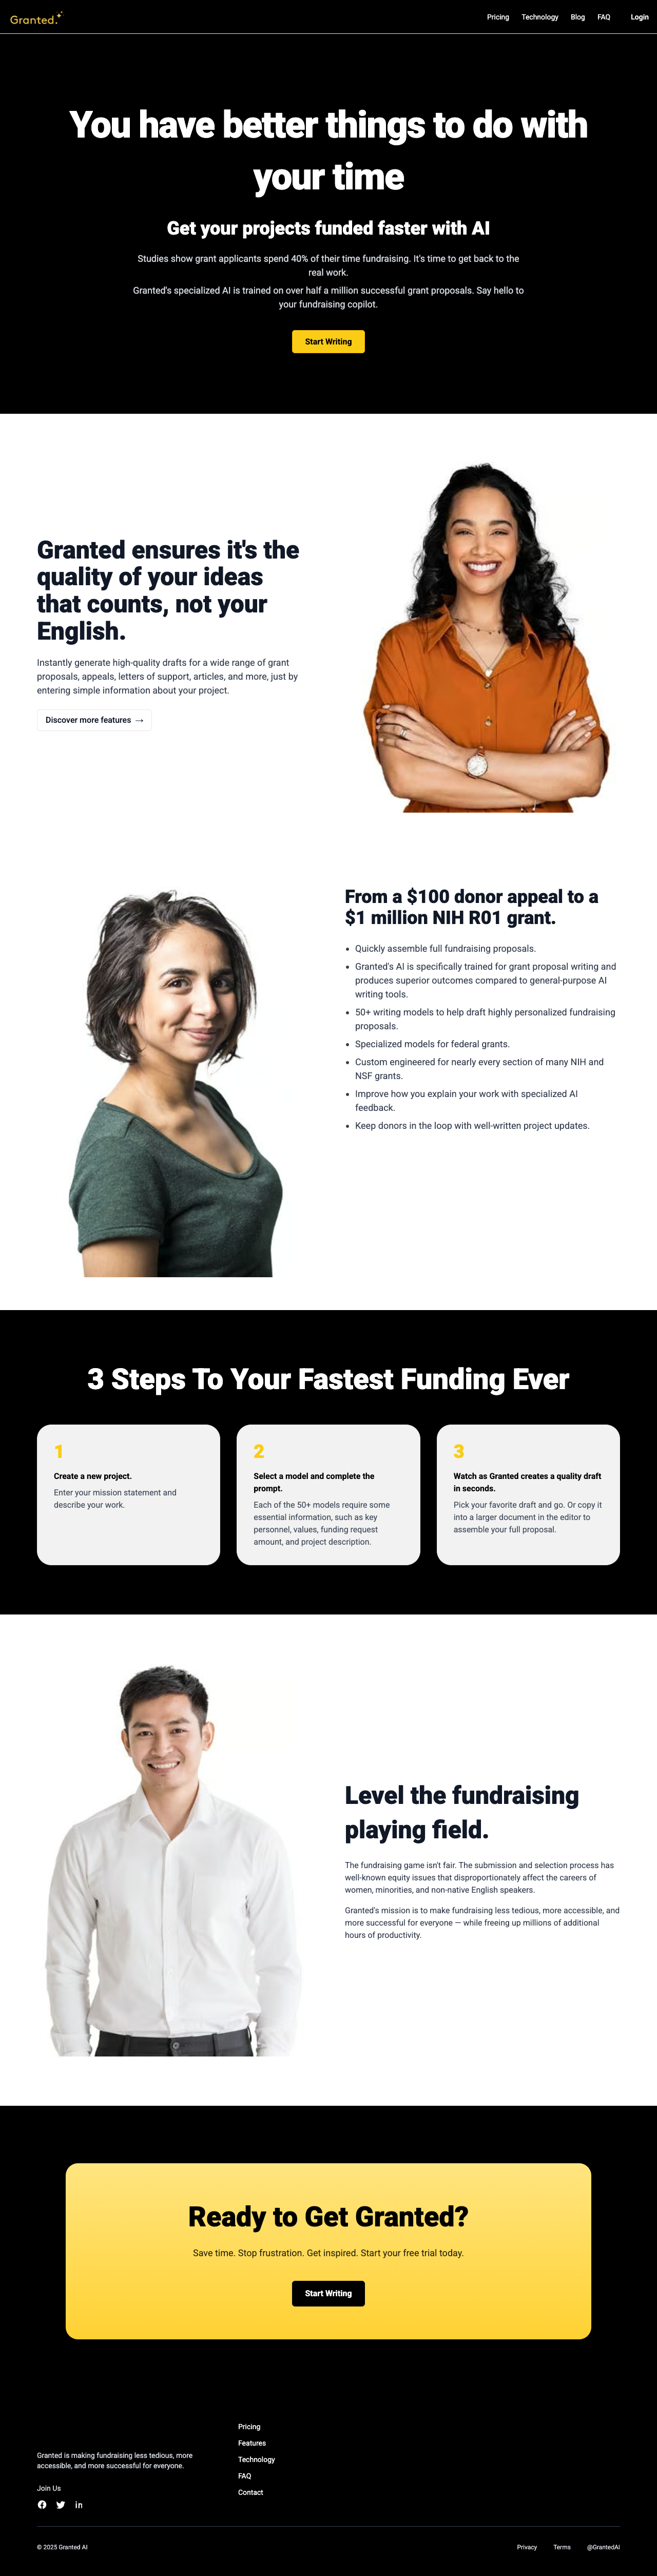 Granted.
Pricing Technology Blog FAQ Login
You have better things to do with
your time
Get your projects funded faster with AI
Studies show grant applicants spend 40% of their time fundraising. It's time to get back to the
real work.
Granted's specialized AI is trained on over half a million successful grant proposals. Say hello to
your fundraising copilot.
Start Writing
Granted ensures it's the
quality of your ideas
that counts, not your
English.
Instantly generate high-quality drafts for a wide range of grant
proposals, appeals, letters of support, articles, and more, just by
entering simple information about your project.
Discover more features →
From a $100 donor appeal to a
$1 million NIH R01 grant.
• Quickly assemble full fundraising proposals.
• Granted's AI is specifically trained for grant proposal writing and
produces superior outcomes compared to general-purpose AI
writing tools.
• 50+ writing models to help draft highly personalized fundraising
proposals.
• Specialized models for federal grants.
• Custom engineered for nearly every section of many NIH and
NSF grants.
• Improve how you explain your work with specialized AI
feedback.
• Keep donors in the loop with well-written project updates.
3 Steps To Your Fastest Funding Ever
1
Create a new project.
Enter your mission statement and
describe your work.
2
Select a model and complete the
prompt.
Each of the 50+ models require some
essential information, such as key
personnel, values, funding request
amount, and project description.
3
Watch as Granted creates a quality draft
in seconds.
Pick your favorite draft and go. Or copy it
into a larger document in the editor to
assemble your full proposal.
Level the fundraising
playing field.
The fundraising game isn't fair. The submission and selection process has
well-known equity issues that disproportionately affect the careers of
women, minorities, and non-native English speakers.
Granted's mission is to make fundraising less tedious, more accessible, and
more successful for everyone — while freeing up millions of additional
hours of productivity.
Ready to Get Granted?
Save time. Stop frustration. Get inspired. Start your free trial today.
Start Writing
Granted is making fundraising less tedious, more
accessible, and more successful for everyone.
Join Us
Pricing
Features
Technology
FAQ
Contact
© 2025 Granted AI
Privacy Terms @GrantedAI